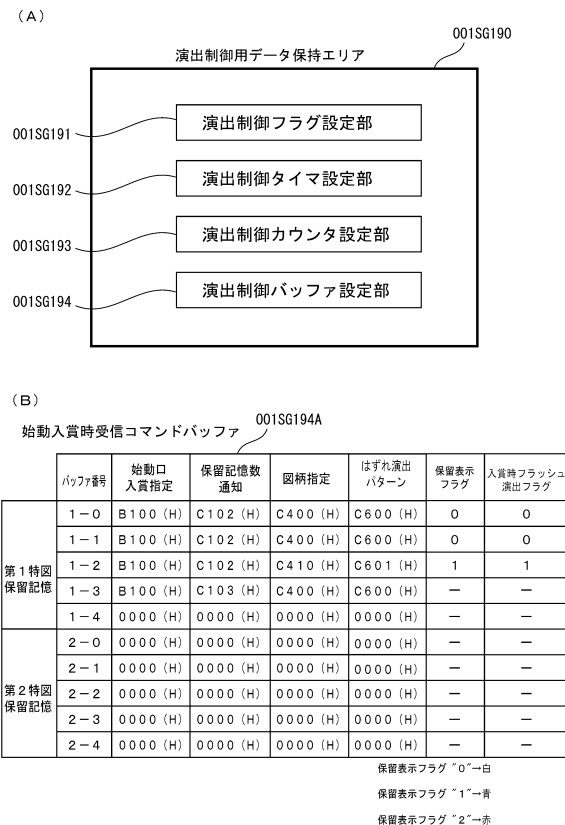 （Ａ）
001SG190
演出制御用データ保持エリア
演出制御フラグ設定部
001SG191
演出制御タイマ設定部
001SG192
演出制御カウンタ設定部
001SG193
演出制御バッファ設定部
001SG194
（Ｂ）
001SG194A
始動入賞時受信コマンドバッファ
バッファ番号 始動口入賞指定 保留記憶数通知 図柄指定 はずれ演出パターン 保留表示フラグ 入賞時フラッシュ演出フラグ
第１特図保留記憶
１－０ Ｂ１００（Ｈ） Ｃ１０２（Ｈ） Ｃ４００（Ｈ） Ｃ６００（Ｈ） ０ ０
１－１ Ｂ１００（Ｈ） Ｃ１０２（Ｈ） Ｃ４００（Ｈ） Ｃ６００（Ｈ） ０ ０
１－２ Ｂ１００（Ｈ） Ｃ１０２（Ｈ） Ｃ４１０（Ｈ） Ｃ６０１（Ｈ） １ １
１－３ Ｂ１００（Ｈ） Ｃ１０３（Ｈ） Ｃ４００（Ｈ） Ｃ６００（Ｈ） － －
１－４ ００００（Ｈ） ００００（Ｈ） ００００（Ｈ） ００００（Ｈ） － －
第２特図保留記憶
２－０ ００００（Ｈ） ００００（Ｈ） ００００（Ｈ） ００００（Ｈ） － －
２－１ ００００（Ｈ） ００００（Ｈ） ００００（Ｈ） ００００（Ｈ） － －
２－２ ００００（Ｈ） ００００（Ｈ） ００００（Ｈ） ００００（Ｈ） － －
２－３ ００００（Ｈ） ００００（Ｈ） ００００（Ｈ） ００００（Ｈ） － －
２－４ ００００（Ｈ） ００００（Ｈ） ００００（Ｈ） ００００（Ｈ） － －
保留表示フラグ "０"→白
保留表示フラグ "１"→青
保留表示フラグ "２"→赤